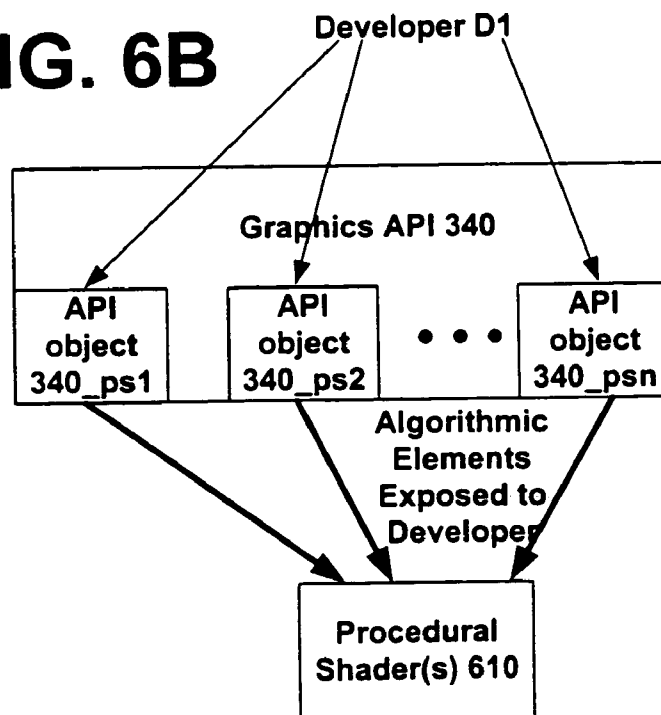 IG. 6B
Developer D1
Graphics API 340
API
object
340_ps1
API
object
340_ps2
• • •
API
object
340_psn
Algorithmic
Elements
Exposed to
Developer
Procedural
Shader(s) 610